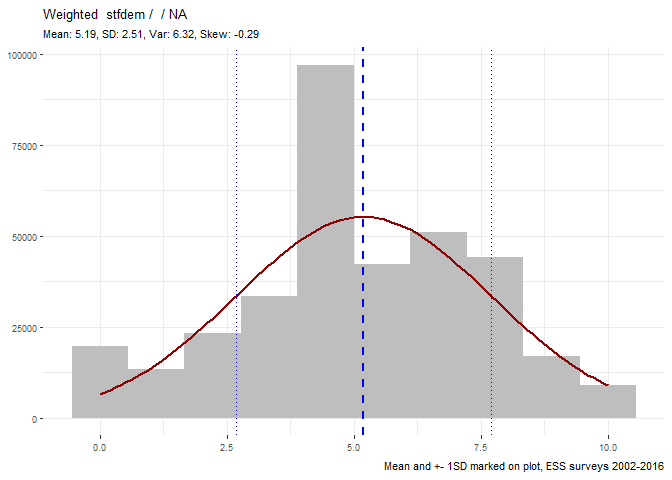 Weighted  stfdem /  / NA
Mean: 5.19, SD: 2.51, Var: 6.32, Skew: -0.29
100000
75000
50000
25000
0
0.0 2.5 5.0 7.5 10.0
Mean and +- 1SD marked on plot, ESS surveys 2002-2016